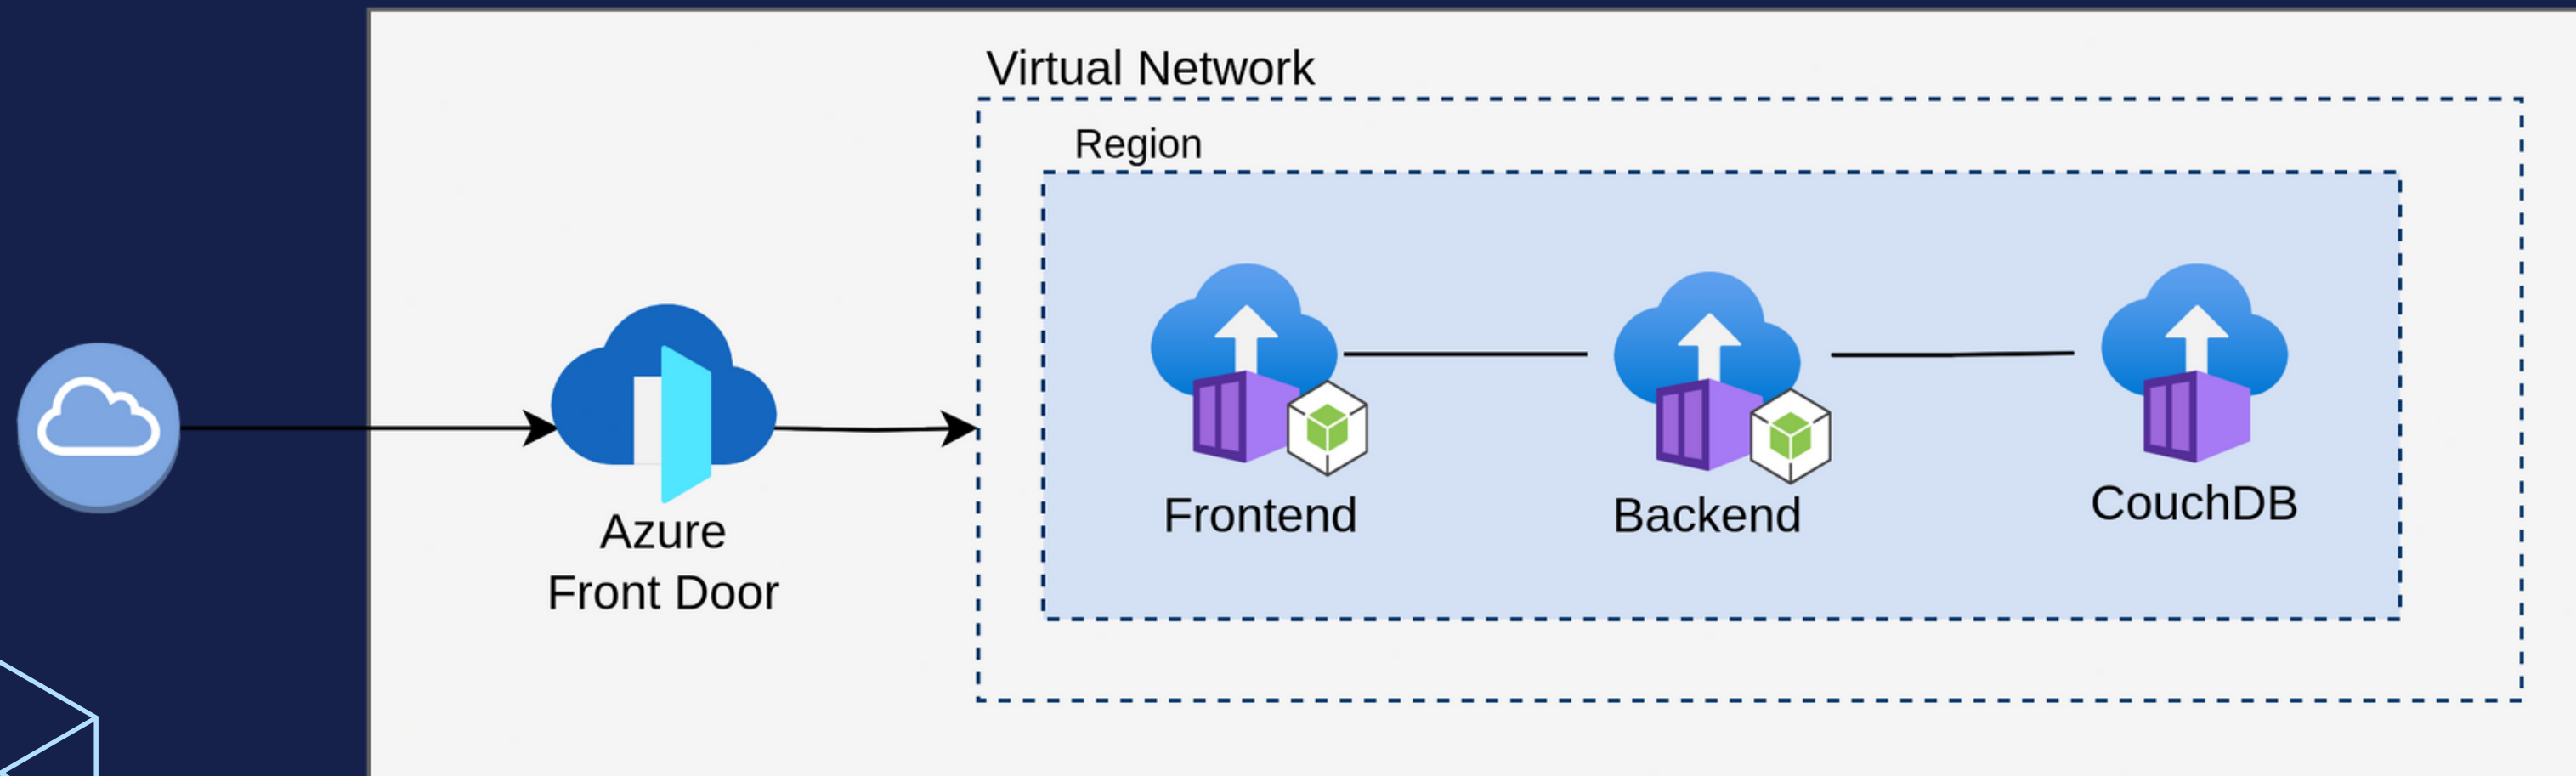 Virtual Network
Region
Azure
Front Door
Frontend
Backend
CouchDB